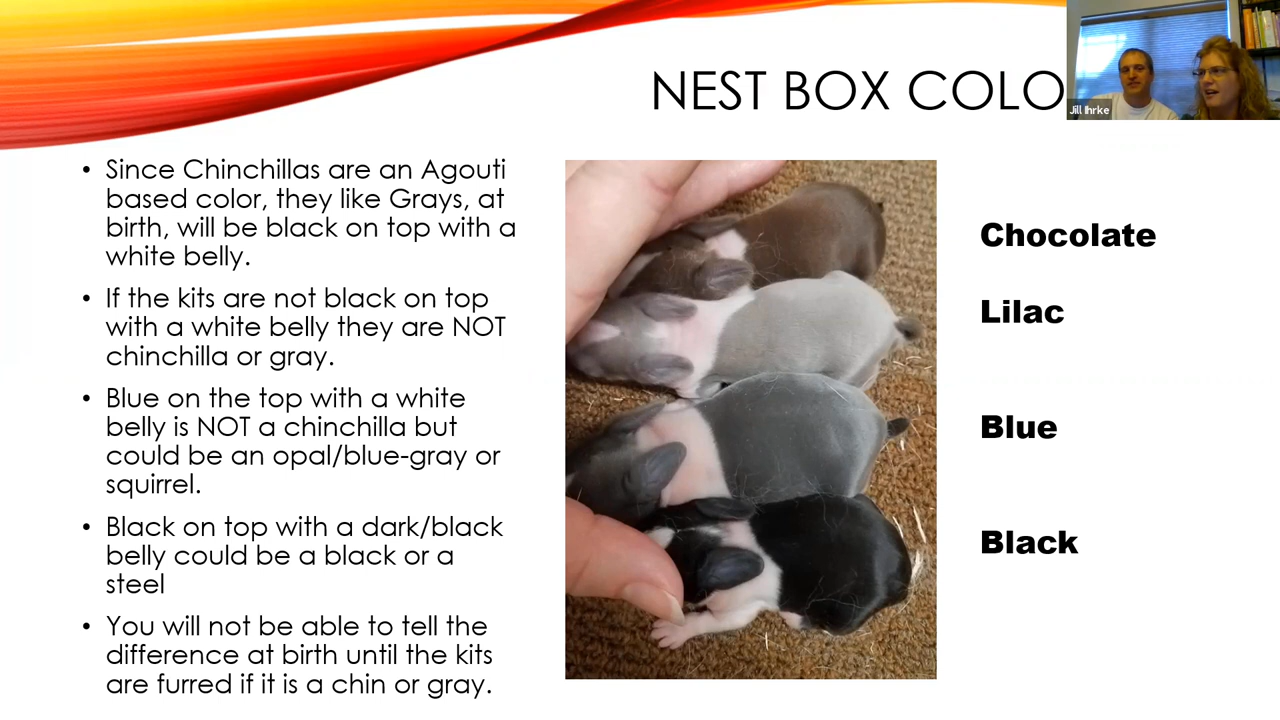 NEST BOX COLO
Jill Ihrke
• Since Chinchillas are an Agouti
based color, they like Grays, at
birth, will be black on top with a
white belly.
• If the kits are not black on top
with a white belly they are NOT
chinchilla or gray.
• Blue on the top with a white
belly is NOT a chinchilla but
could be an opal/blue-gray or
squirrel.
• Black on top with a dark/black
belly could be a black or a
steel
• You will not be able to tell the
difference at birth until the kits
are furred if it is a chin or gray.
Chocolate
Lilac
Blue
Black